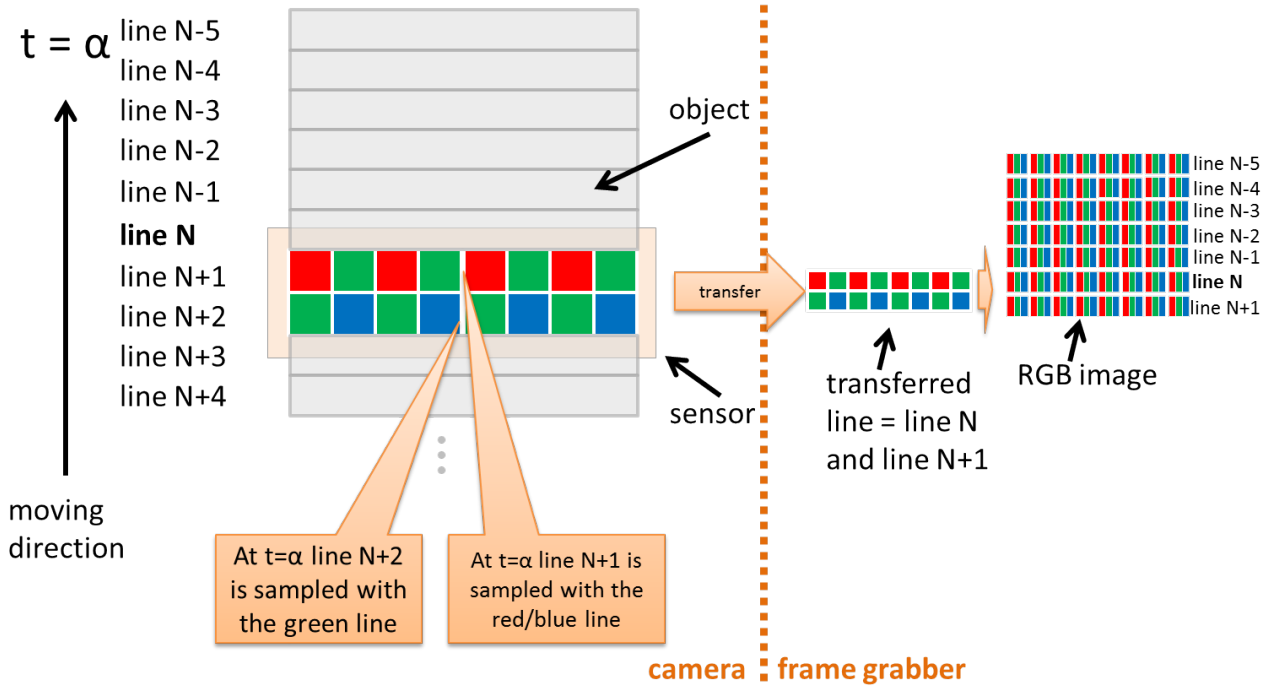 t = α
line N-5
line N-4
line N-3
line N-2
line N-1
line N
line N+1
line N+2
line N+3
line N+4
moving
direction
object
sensor
At t=α line N+2
is sampled with
the green line
At t=α line N+1 is
sampled with the
red/blue line
transfer
transferred
line = line N
and line N+1
line N-5
line N-4
line N-3
line N-2
line N-1
line N
line N+1
RGB image
camera
frame grabber